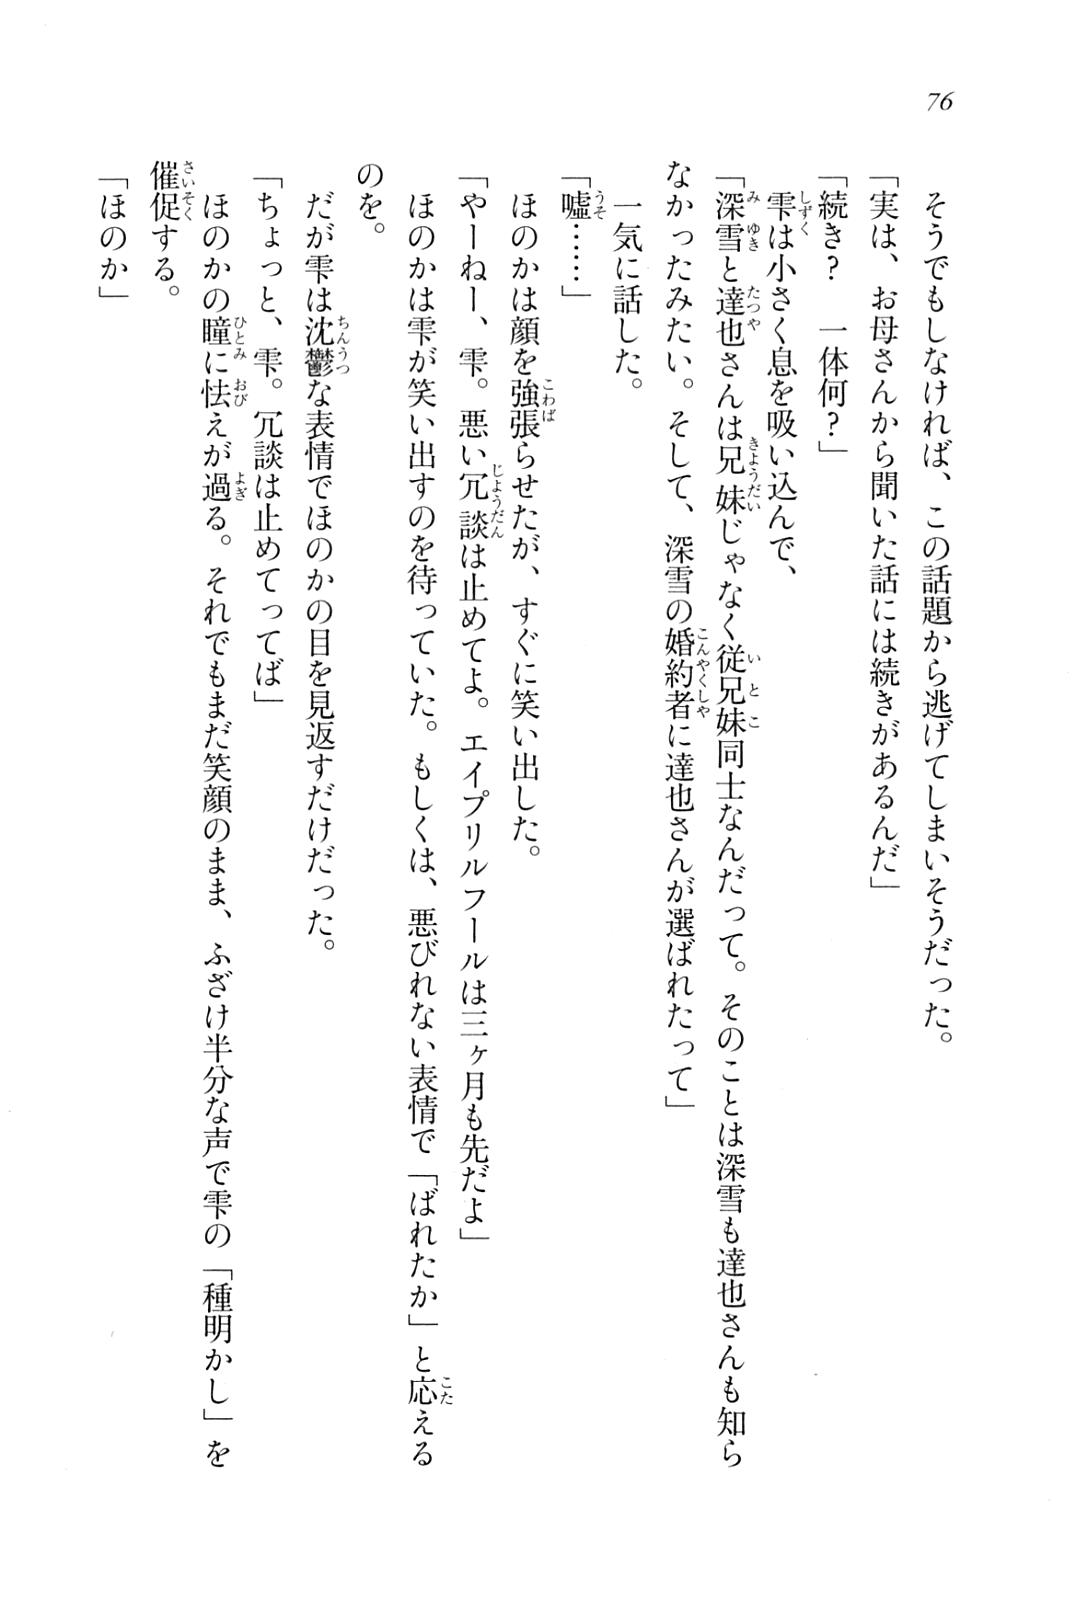 76
そうでもしなければ、この話題から逃げてしまいそうだった。
「実は、お母さんから聞いた話には続きがあるんだ」
「続き？　一体何？」
雫は小さく息を吸い込んで、
「深雪と達也さんは兄妹じゃなく従兄妹同士なんだって。そのことは深雪も達也さんも知ら
なかったみたい。そして、深雪の婚約者に達也さんが選ばれたって」
一気に話した。
「嘘……」
ほのかは顔を強張らせたが、すぐに笑い出した。
「やーねー、雫。悪い冗談は止めてよ。エイプリルフールは三ヶ月も先だよ」
ほのかは雫が笑い出すのを待っていた。もしくは、悪びれない表情で「ばれたか」と応える
のを。
だが雫は沈鬱な表情でほのかの目を見返すだけだった。
「ちょっと、雫。冗談は止めてってば」
ほのかの瞳に怯えが過る。それでもまだ笑顔のまま、ふざけ半分な声で雫の「種明かし」を
催促する。
「ほのか」